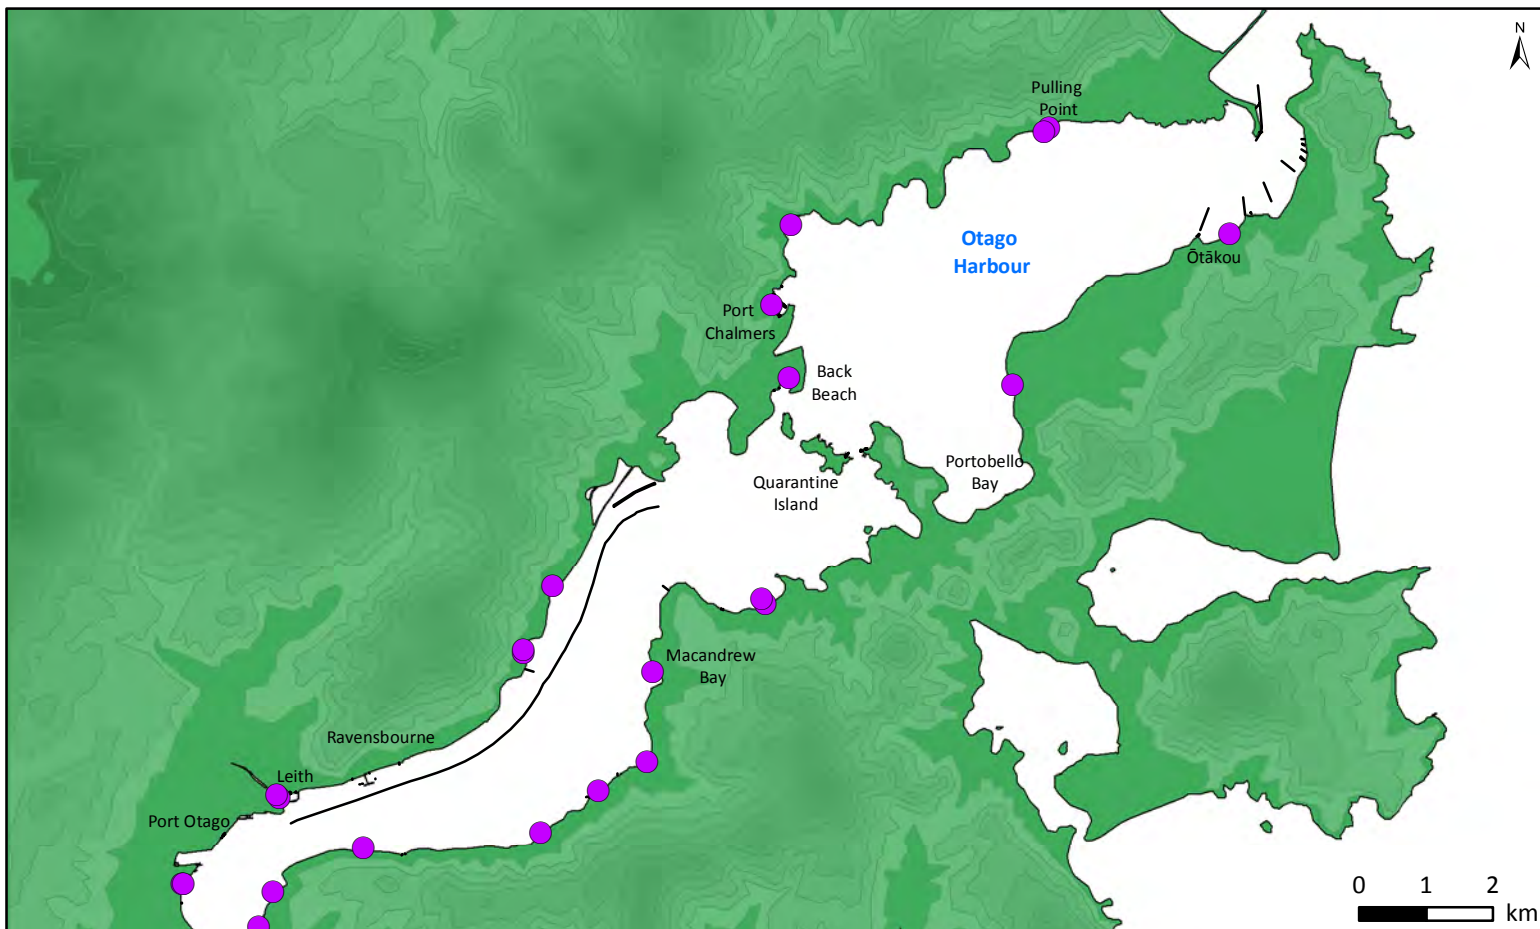 N
Pulling
Point
Otago
Harbour
Ōtākou
Port
Chalmers
Back
Beach
Portobello
Bay
Quarantine
Island
Macandrew
Bay
Ravensbourne
Leith
Port Otago
0 1 2
km